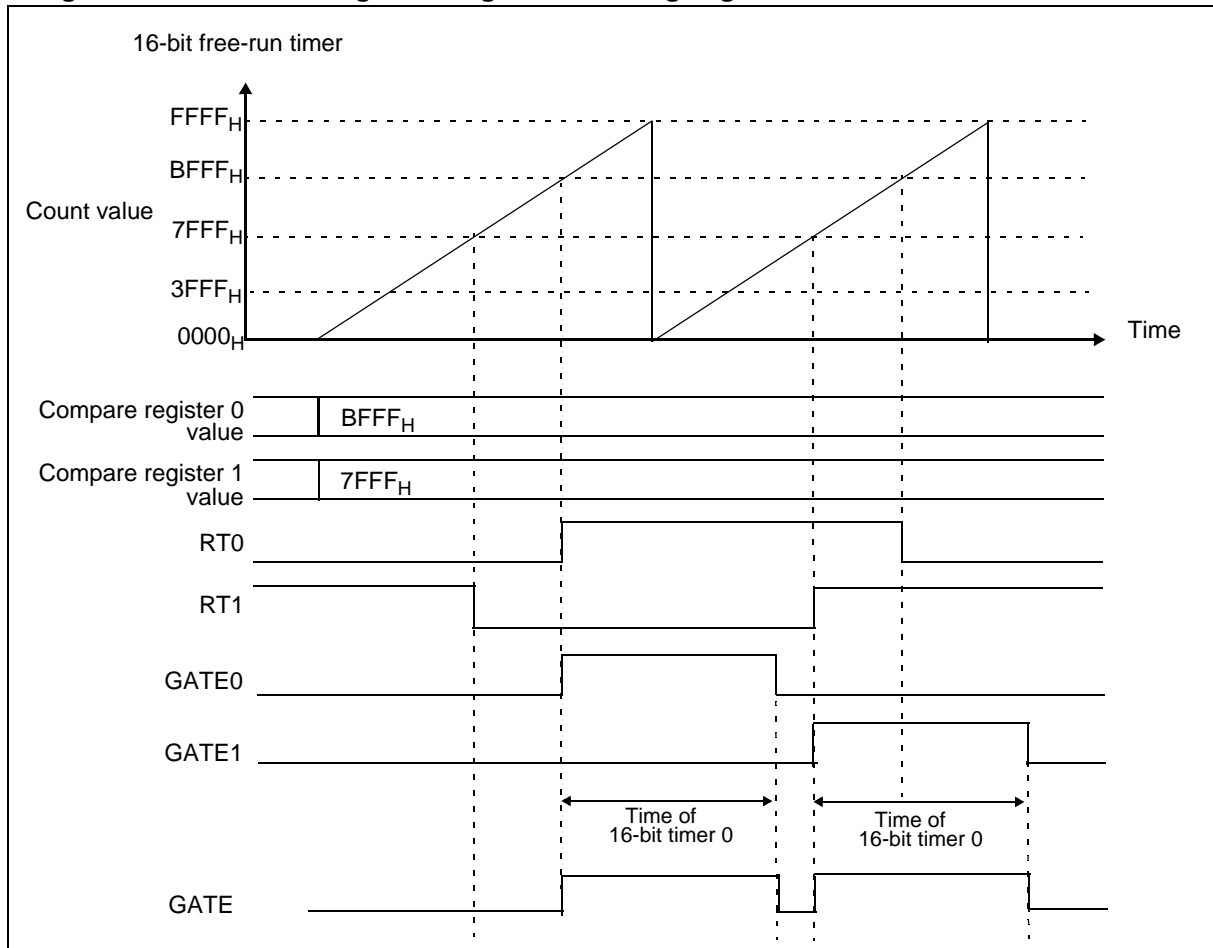 16-bit free-run timer
FFFFH
BFFFH
Count value
7FFFH
3FFFH
0000H
Time
Compare register 0
value
BFFFH
Compare register 1
value
7FFFH
RT0
RT1
GATE0
GATE1
Time of
16-bit timer 0
Time of
16-bit timer 0
GATE